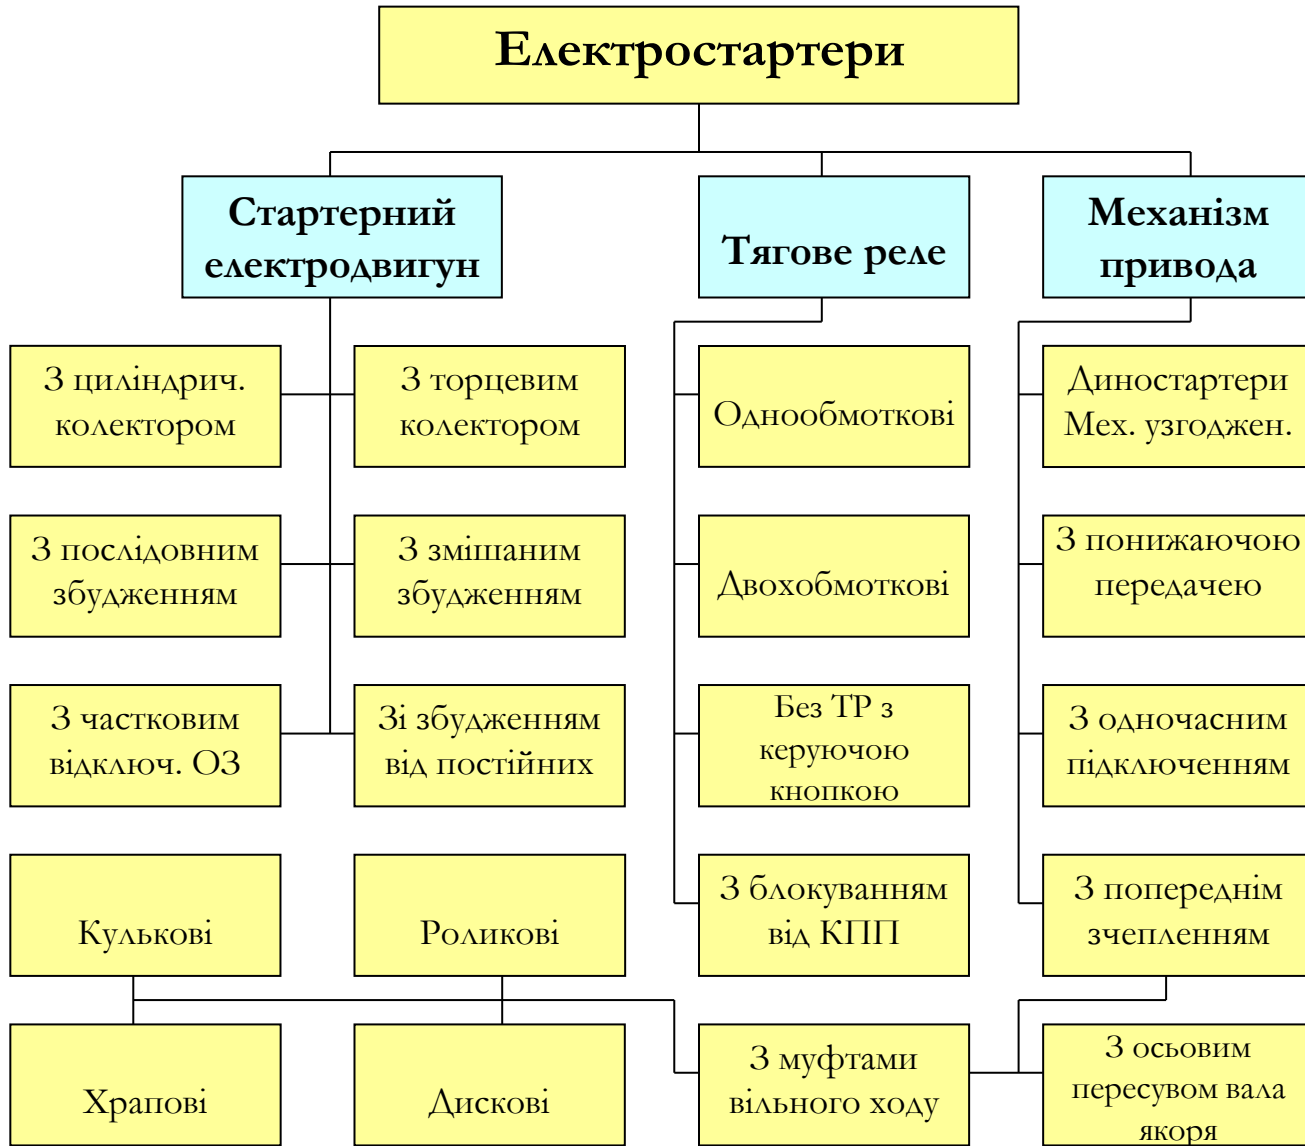 Електростартери
Стартерний
електродвигун
Тягове реле
Механізм
привода
З циліндрич.
колектором
З торцевим
колектором
Однообмоткові
Диностартери
Мех. узгоджен.
З послідовним
збудженням
З змішаним
збудженням
Двохобмоткові
З понижаючою
передачею
З частковим
відключ. ОЗ
Зі збудженням
від постійних
Без ТР з
керуючою
кнопкою
З одночасним
підключенням
Кулькові
Роликові
З блокуванням
від КПП
З попереднім
зчепленням
Храпові
Дискові
З муфтами
вільного ходу
З осьовим
пересувом вала
якоря